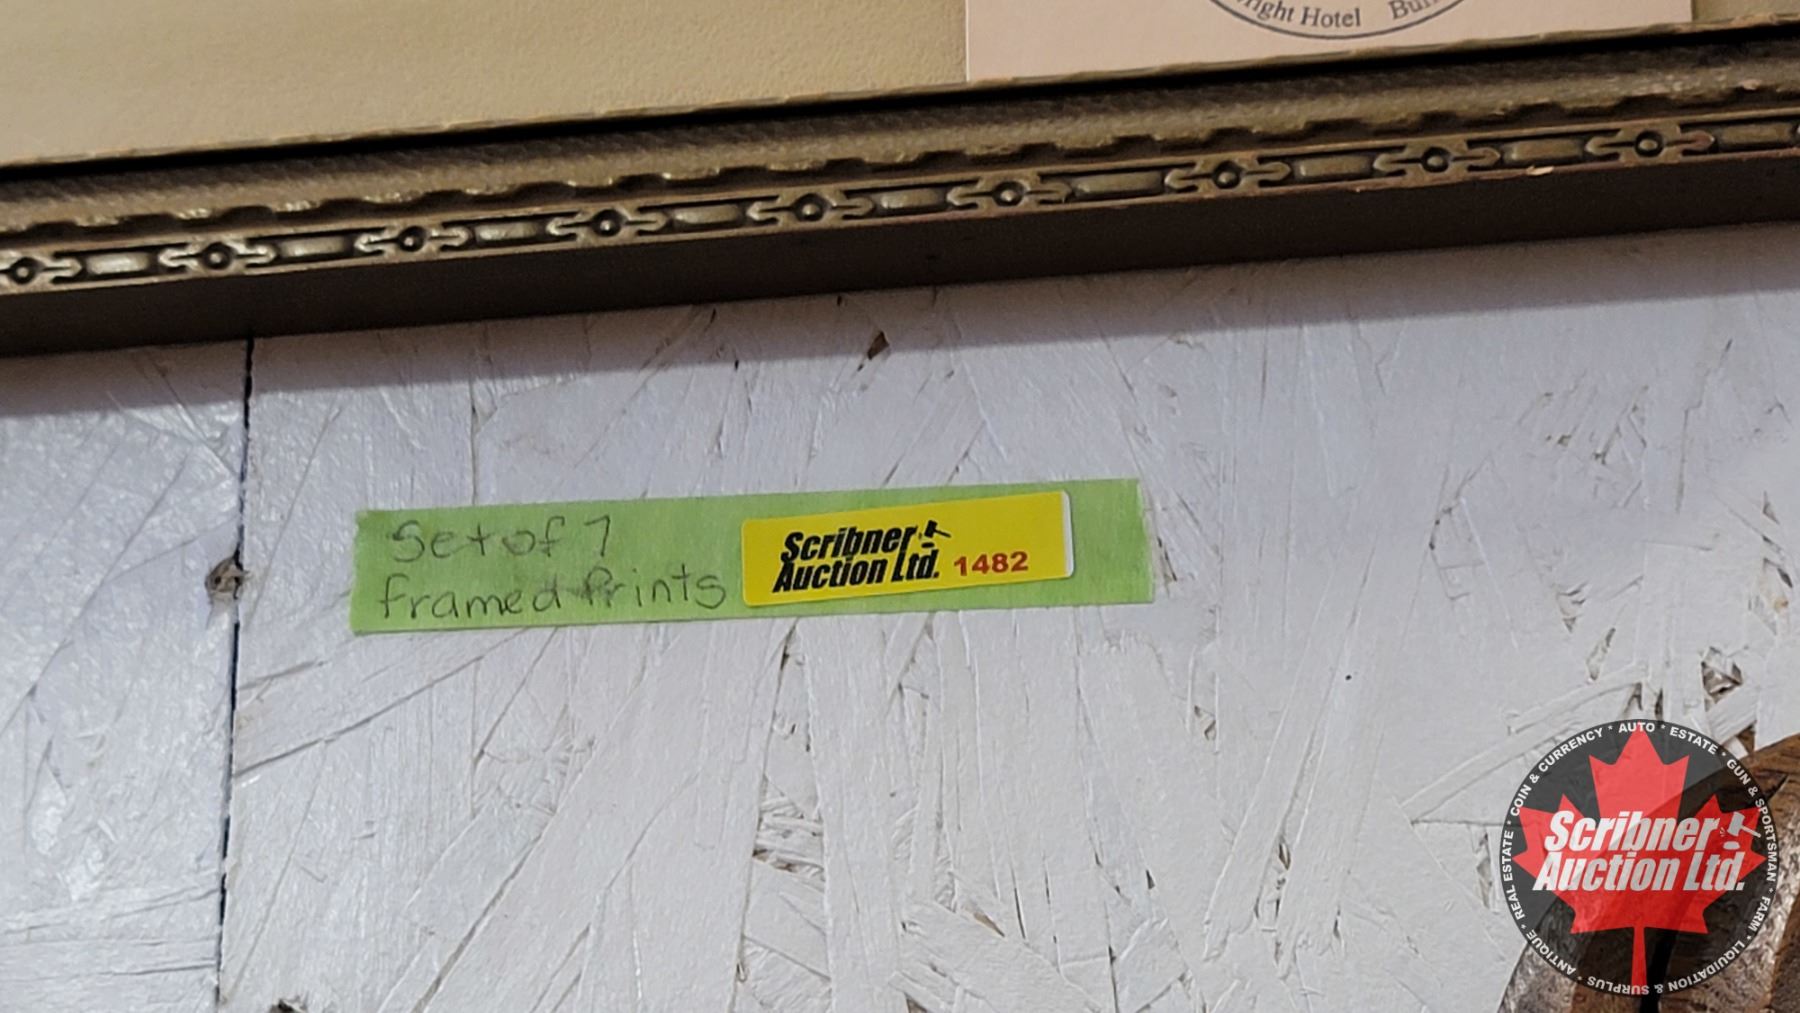 right Hotel
Set of 7
framed Prints
Scribner
Auction Ltd. 1482
REAL ESTATE * COIN & CURRENCY * AUTO * ESTATE * GUN & SPORTSMAN * FARM * LIQUIDATION & SURPLUS * ANTIQUE *
Scribner
Auction Ltd.